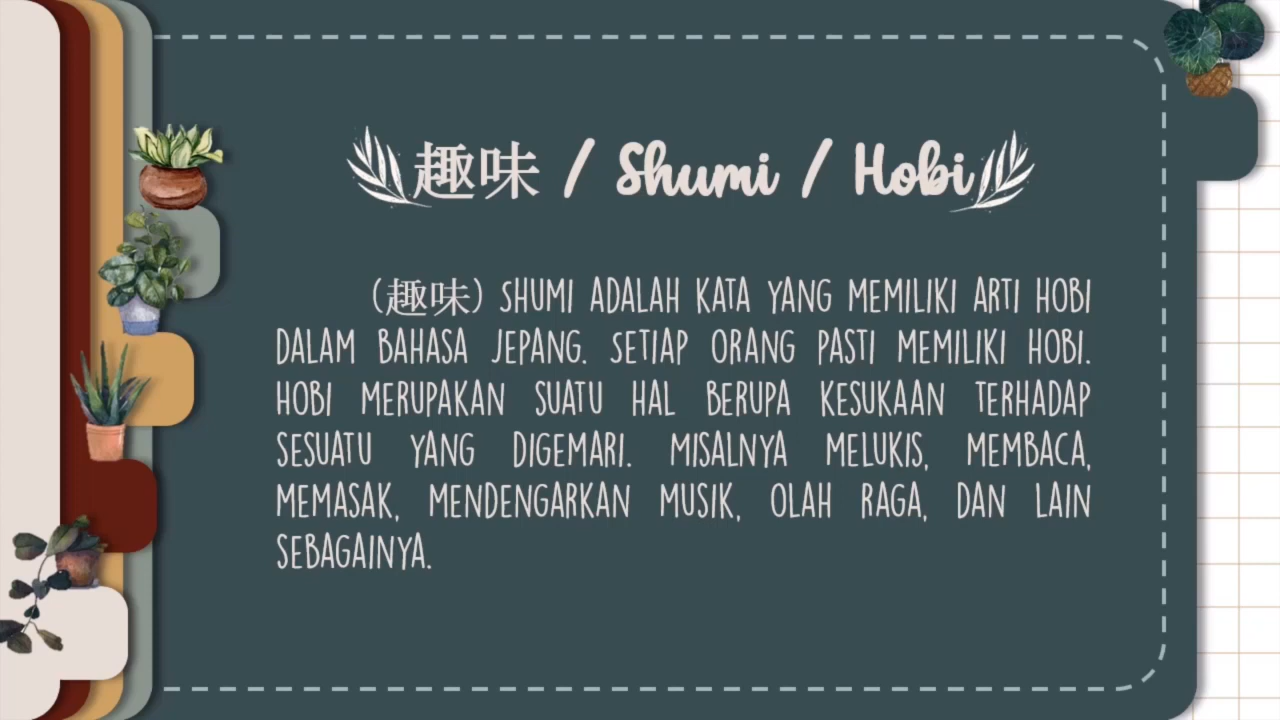 趣味 / Shumi / Hobi
(趣味) SHUMI ADALAH KATA YANG MEMILIKI ARTI HOBI
DALAM BAHASA JEPANG. SETIAP ORANG PASTI MEMILIKI HOBI.
HOBI MERUPAKAN SUATU HAL BERUPA KESUKAAN TERHADAP
SESUATU YANG DIGEMARI. MISALNYA MELUKIS, MEMBACA,
MEMASAK, MENDENGARKAN MUSIK, OLAH RAGA, DAN LAIN
SEBAGAINYA.